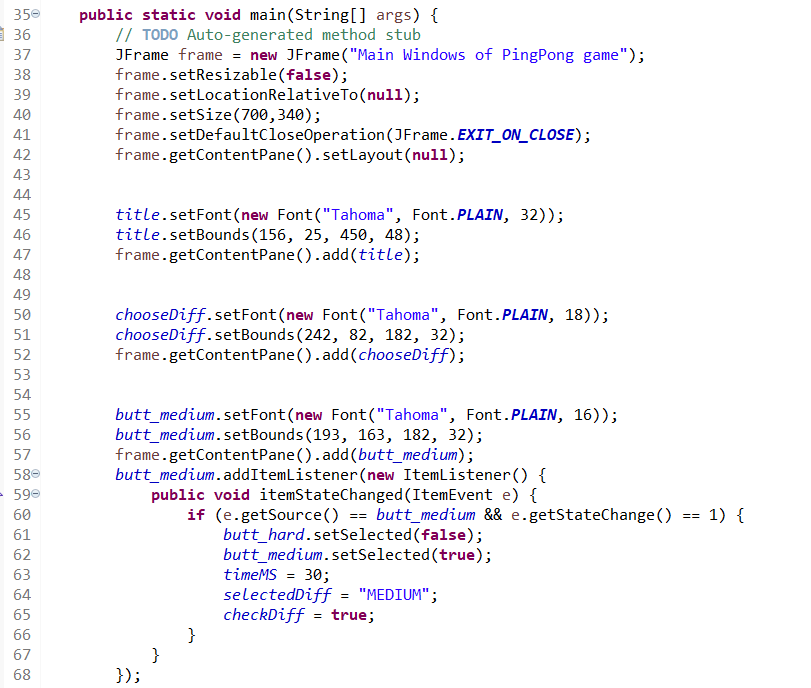 35 public static void main(String[] args) {
36 // TODO Auto-generated method stub
37 JFrame frame = new JFrame("Main Windows of PingPong game");
38 frame.setResizable(false);
39 frame.setLocationRelativeTo(null);
40 frame.setSize(700,340);
41 frame.setDefaultCloseOperation(JFrame.EXIT_ON_CLOSE);
42 frame.getContentPane().setLayout(null);
43
44
45 title.setFont(new Font("Tahoma", Font.PLAIN, 32));
46 title.setBounds(156, 25, 450, 48);
47 frame.getContentPane().add(title);
48
49
50 chooseDiff.setFont(new Font("Tahoma", Font.PLAIN, 18));
51 chooseDiff.setBounds(242, 82, 182, 32);
52 frame.getContentPane().add(chooseDiff);
53
54
55 butt_medium.setFont(new Font("Tahoma", Font.PLAIN, 16));
56 butt_medium.setBounds(193, 163, 182, 32);
57 frame.getContentPane().add(butt_medium);
58 butt_medium.addItemListener(new ItemListener() {
59 public void itemStateChanged(ItemEvent e) {
60 if (e.getSource() == butt_medium && e.getStateChange() == 1) {
61 butt_hard.setSelected(false);
62 butt_medium.setSelected(true);
63 timeMS = 30;
64 selectedDiff = "MEDIUM";
65 checkDiff = true;
66 }
67 }
68 });